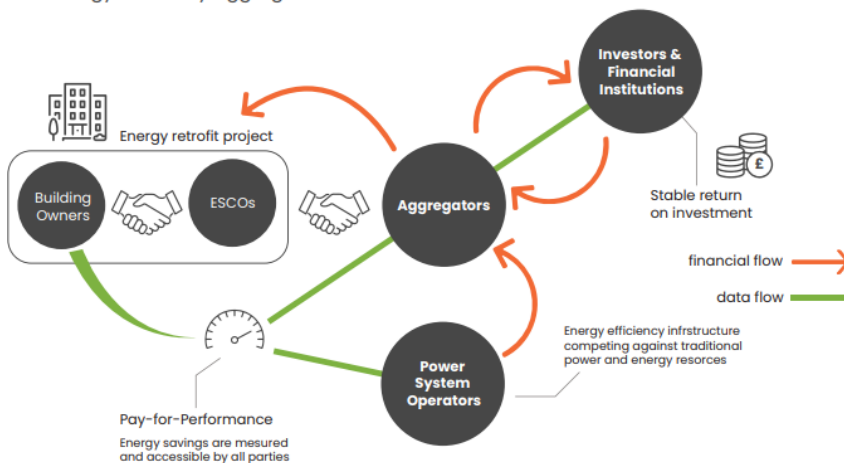 Investors &
Financial
Institutions
Energy retrofit project
Building
Owners
ESCOs
Aggregators
£
Stable return
on investment
financial flow
data flow
Energy efficiency infrstructure
competing against traditional
power and energy resorces
Power
System
Operators
Pay-for-Performance
Energy savings are mesured
and accessible by all parties